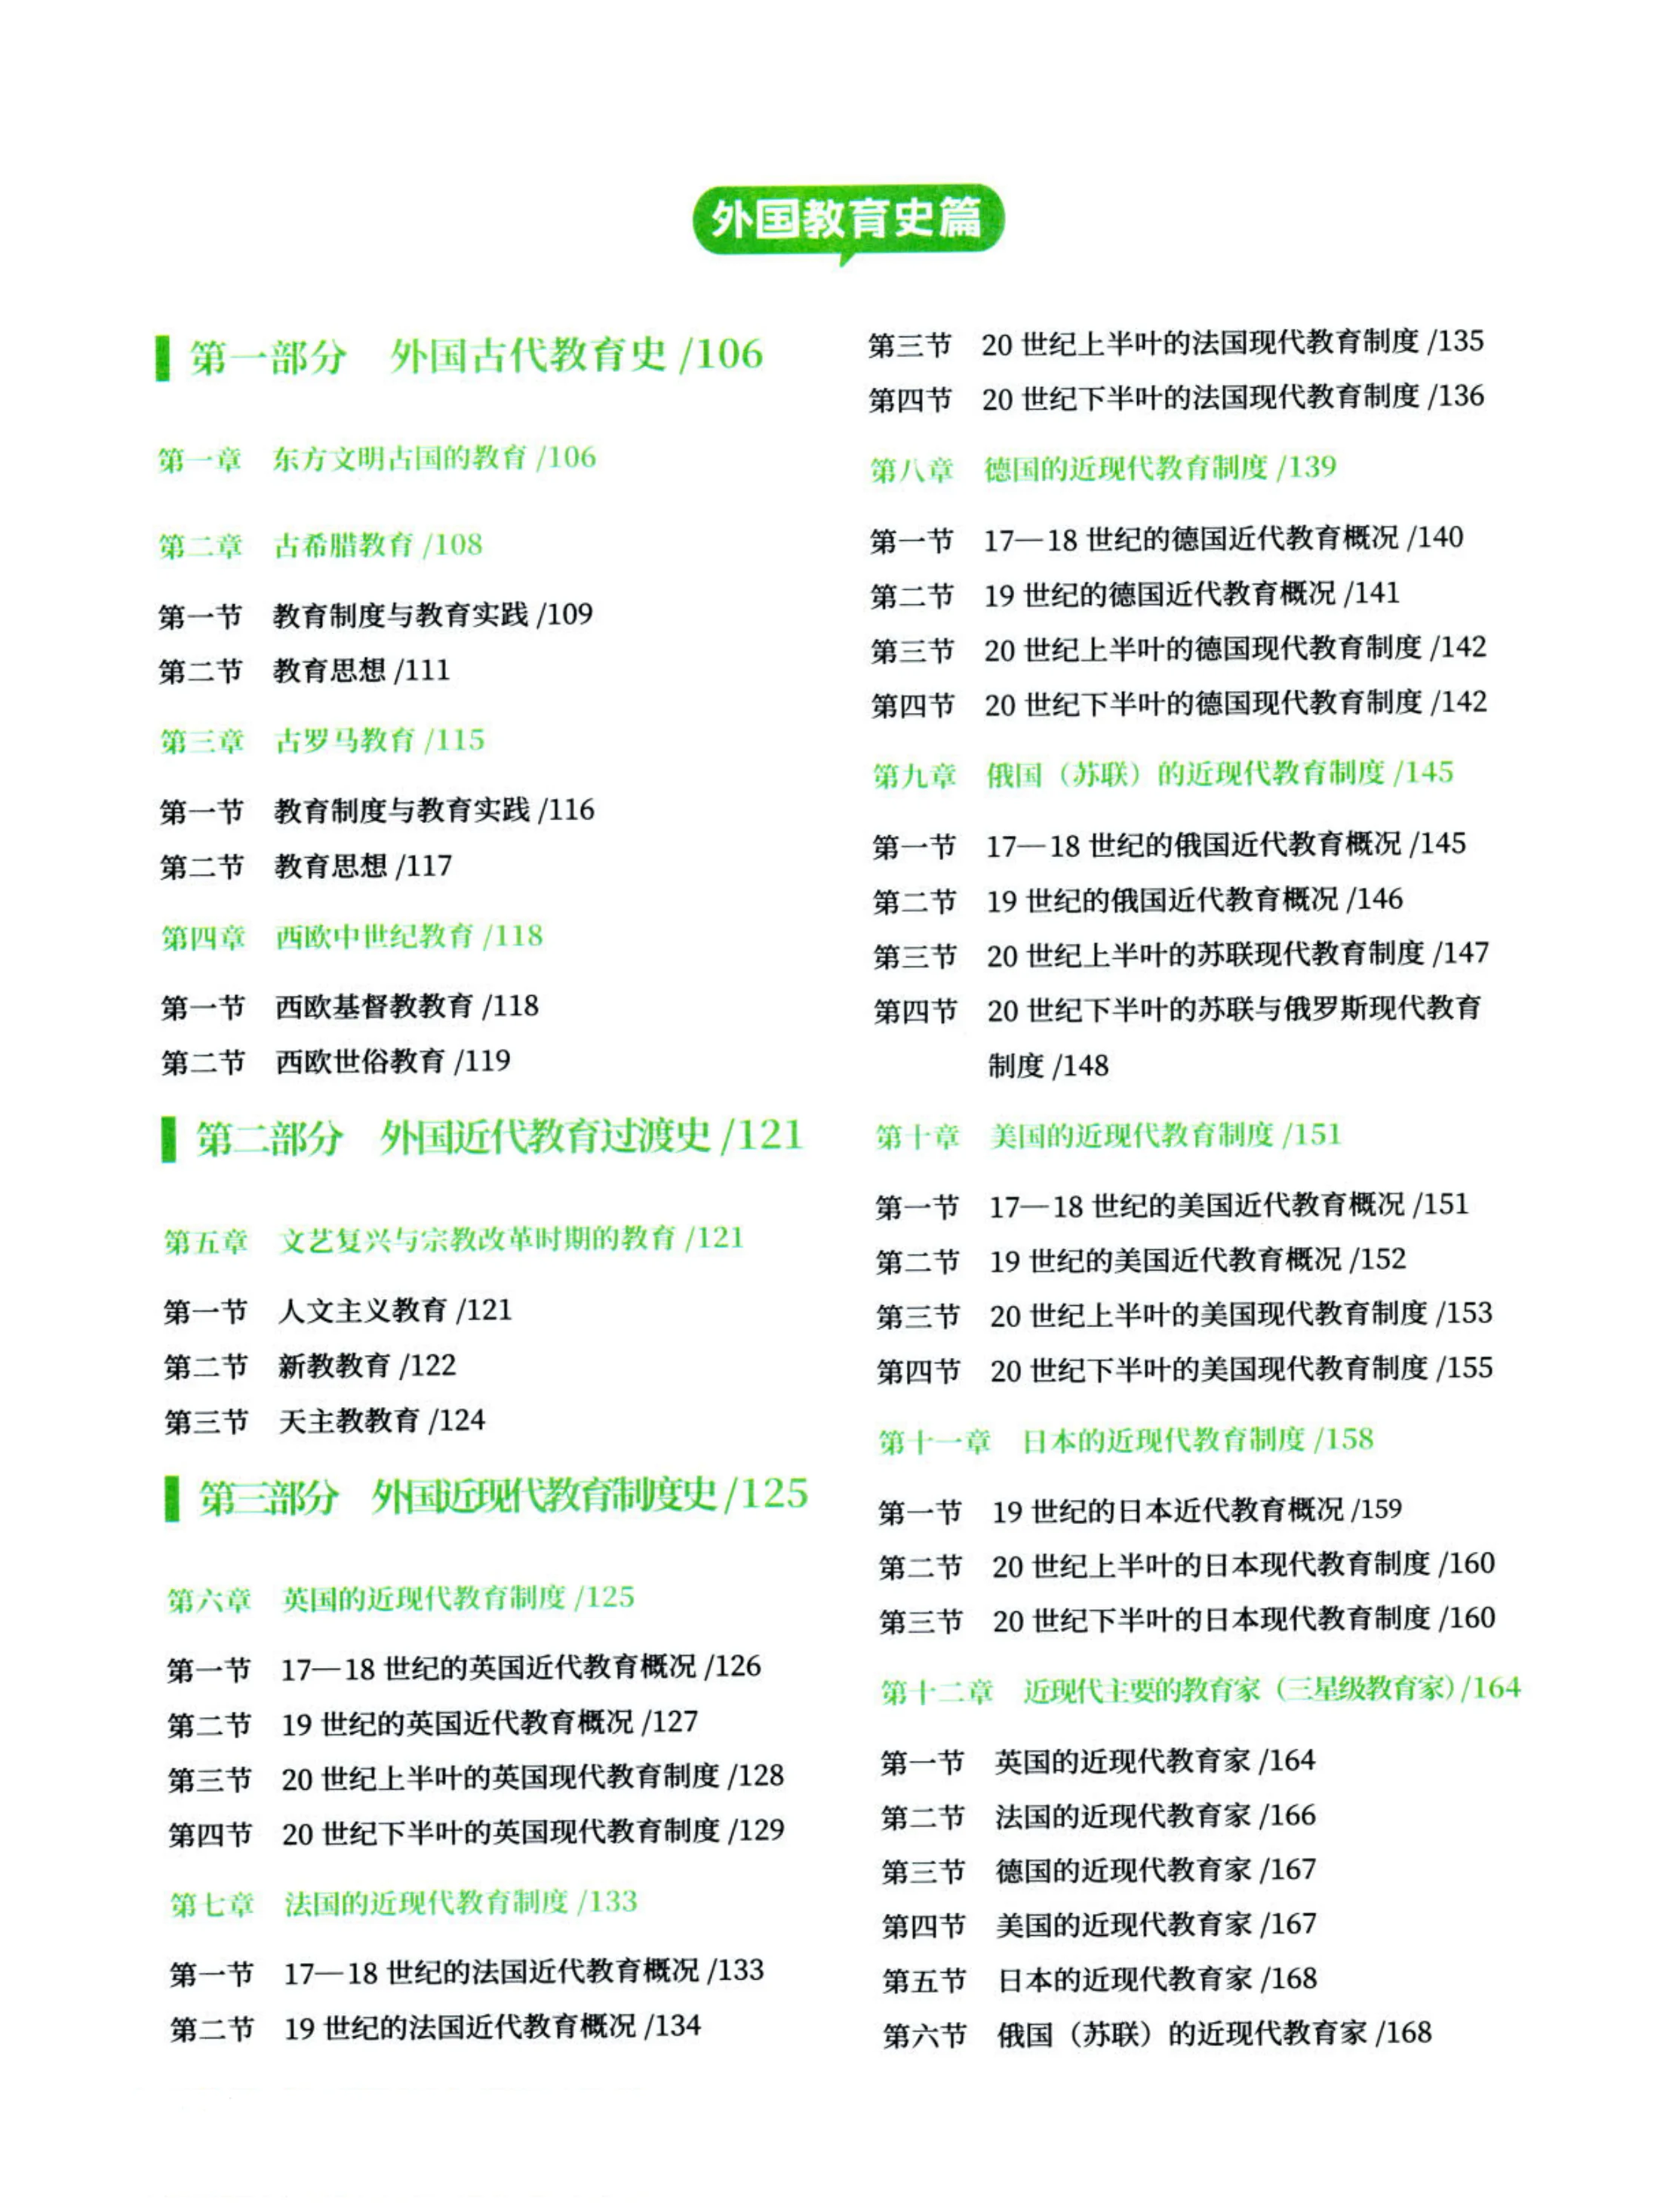 外国教育史篇
第一部分 外国古代教育史 /106
第一章 东方文明古国的教育 /106
第二章 古希腊教育 /108
第一节 教育制度与教育实践 /109
第二节 教育思想 /111
第三章 古罗马教育 /115
第一节 教育制度与教育实践 /116
第二节 教育思想 /117
第四章 西欧中世纪教育 /118
第一节 西欧基督教教育 /118
第二节 西欧世俗教育 /119
第二部分 外国近代教育过渡史 /121
第五章 文艺复兴与宗教改革时期的教育 /121
第一节 人文主义教育 /121
第二节 新教教育 /122
第三节 天主教教育 /124
第三部分 外国近现代教育制度史 /125
第六章 英国的近现代教育制度 /125
第一节 17—18 世纪的英国近代教育概况 /126
第二节 19 世纪的英国近代教育概况 /127
第三节 20 世纪上半叶的英国现代教育制度 /128
第四节 20 世纪下半叶的英国现代教育制度 /129
第七章 法国的近现代教育制度 /133
第一节 17—18 世纪的法国近代教育概况 /133
第二节 19 世纪的法国近代教育概况 /134
第三节 20 世纪上半叶的法国现代教育制度 /135
第四节 20 世纪下半叶的法国现代教育制度 /136
第八章 德国的近现代教育制度 /139
第一节 17—18 世纪的德国近代教育概况 /140
第二节 19 世纪的德国近代教育概况 /141
第三节 20 世纪上半叶的德国现代教育制度 /142
第四节 20 世纪下半叶的德国现代教育制度 /142
第九章 俄国（苏联）的近现代教育制度 /145
第一节 17—18 世纪的俄国近代教育概况 /145
第二节 19 世纪的俄国近代教育概况 /146
第三节 20 世纪上半叶的苏联现代教育制度 /147
第四节 20 世纪下半叶的苏联与俄罗斯现代教育
制度 /148
第十章 美国的近现代教育制度 /151
第一节 17—18 世纪的美国近代教育概况 /151
第二节 19 世纪的美国近代教育概况 /152
第三节 20 世纪上半叶的美国现代教育制度 /153
第四节 20 世纪下半叶的美国现代教育制度 /155
第十一章 日本的近现代教育制度 /158
第一节 19 世纪的日本近代教育概况 /159
第二节 20 世纪上半叶的日本现代教育制度 /160
第三节 20 世纪下半叶的日本现代教育制度 /160
第十二章 近现代主要的教育家（三星级教育家）/164
第一节 英国的近现代教育家 /164
第二节 法国的近现代教育家 /166
第三节 德国的近现代教育家 /167
第四节 美国的近现代教育家 /167
第五节 日本的近现代教育家 /168
第六节 俄国（苏联）的近现代教育家 /168